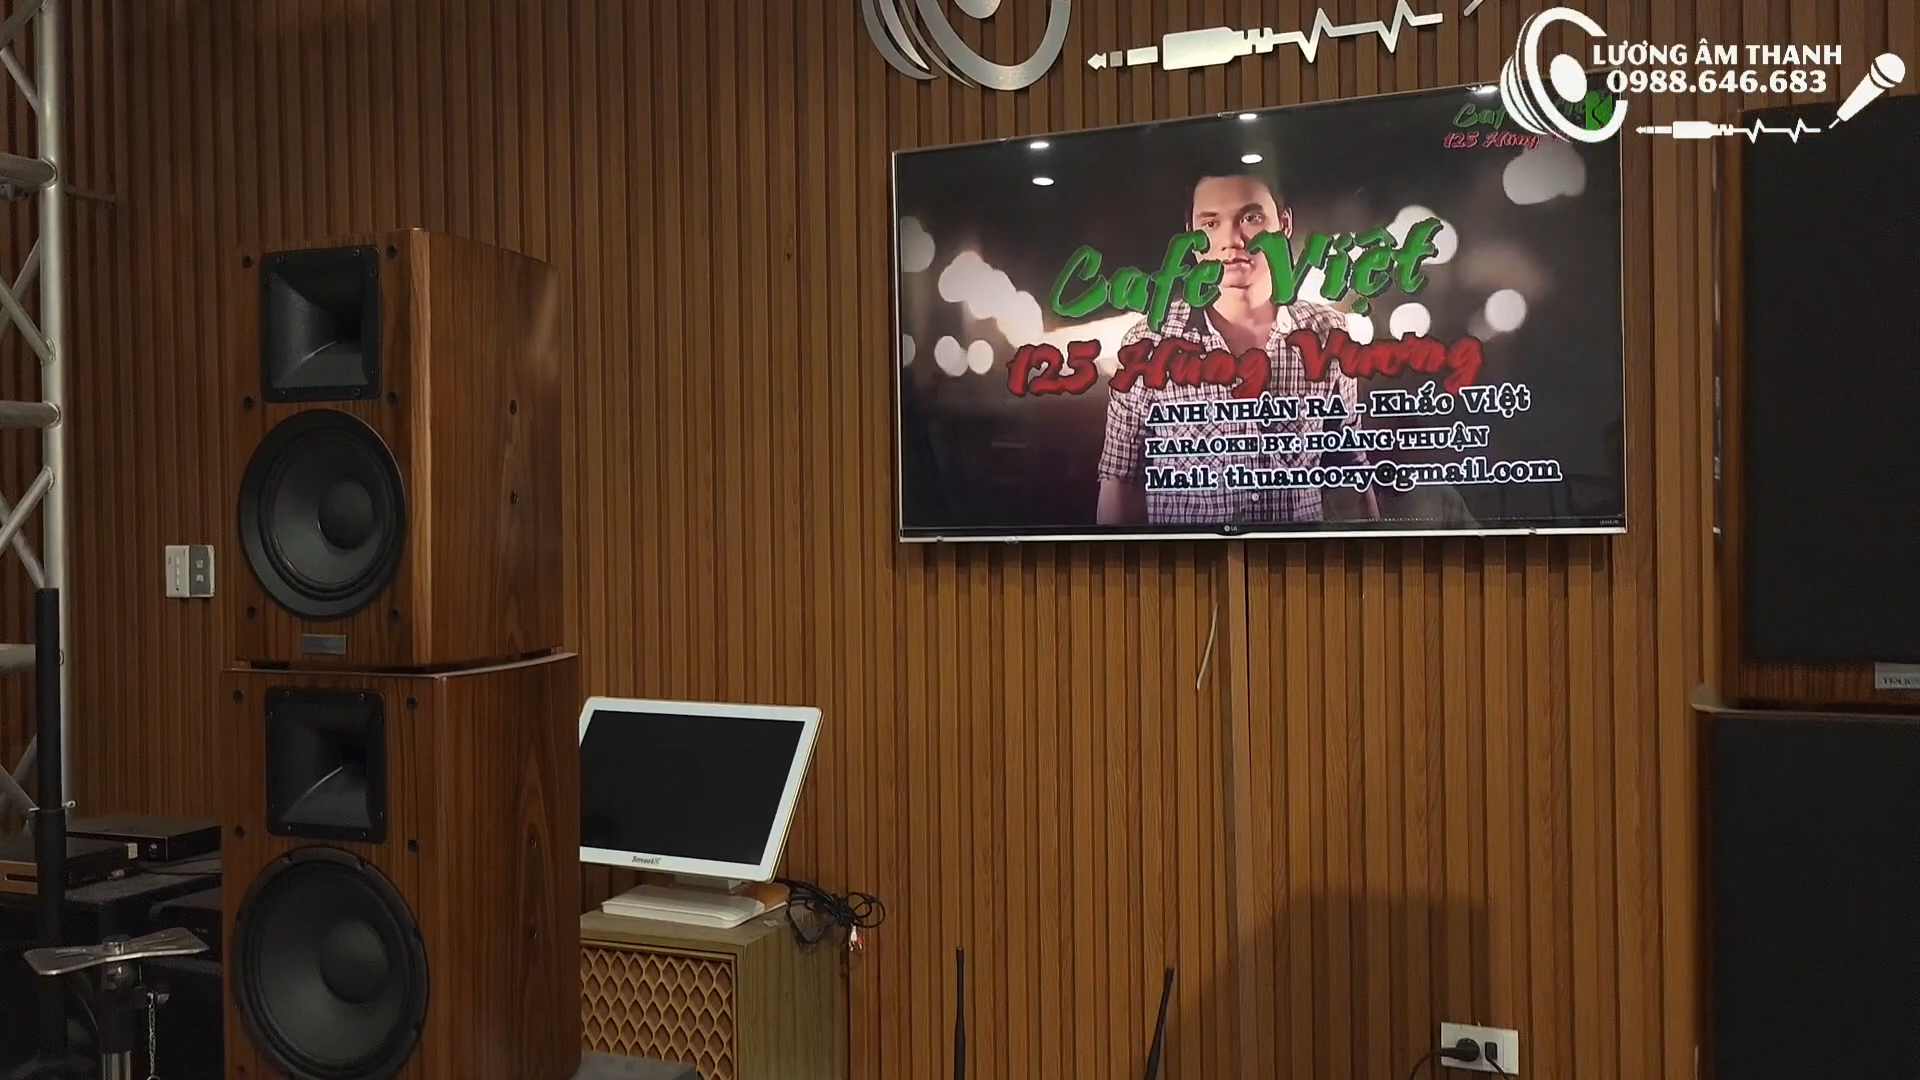 LƯƠNG ÂM THANH
0988.646.683
Cafe Việt
125 Hùng Vương
ANH NHẬN RA - Khắc Việt
KARAOKE BY: HOÀNG THUẬN
Mail: thuancozy@gmail.com
LG
SmartX